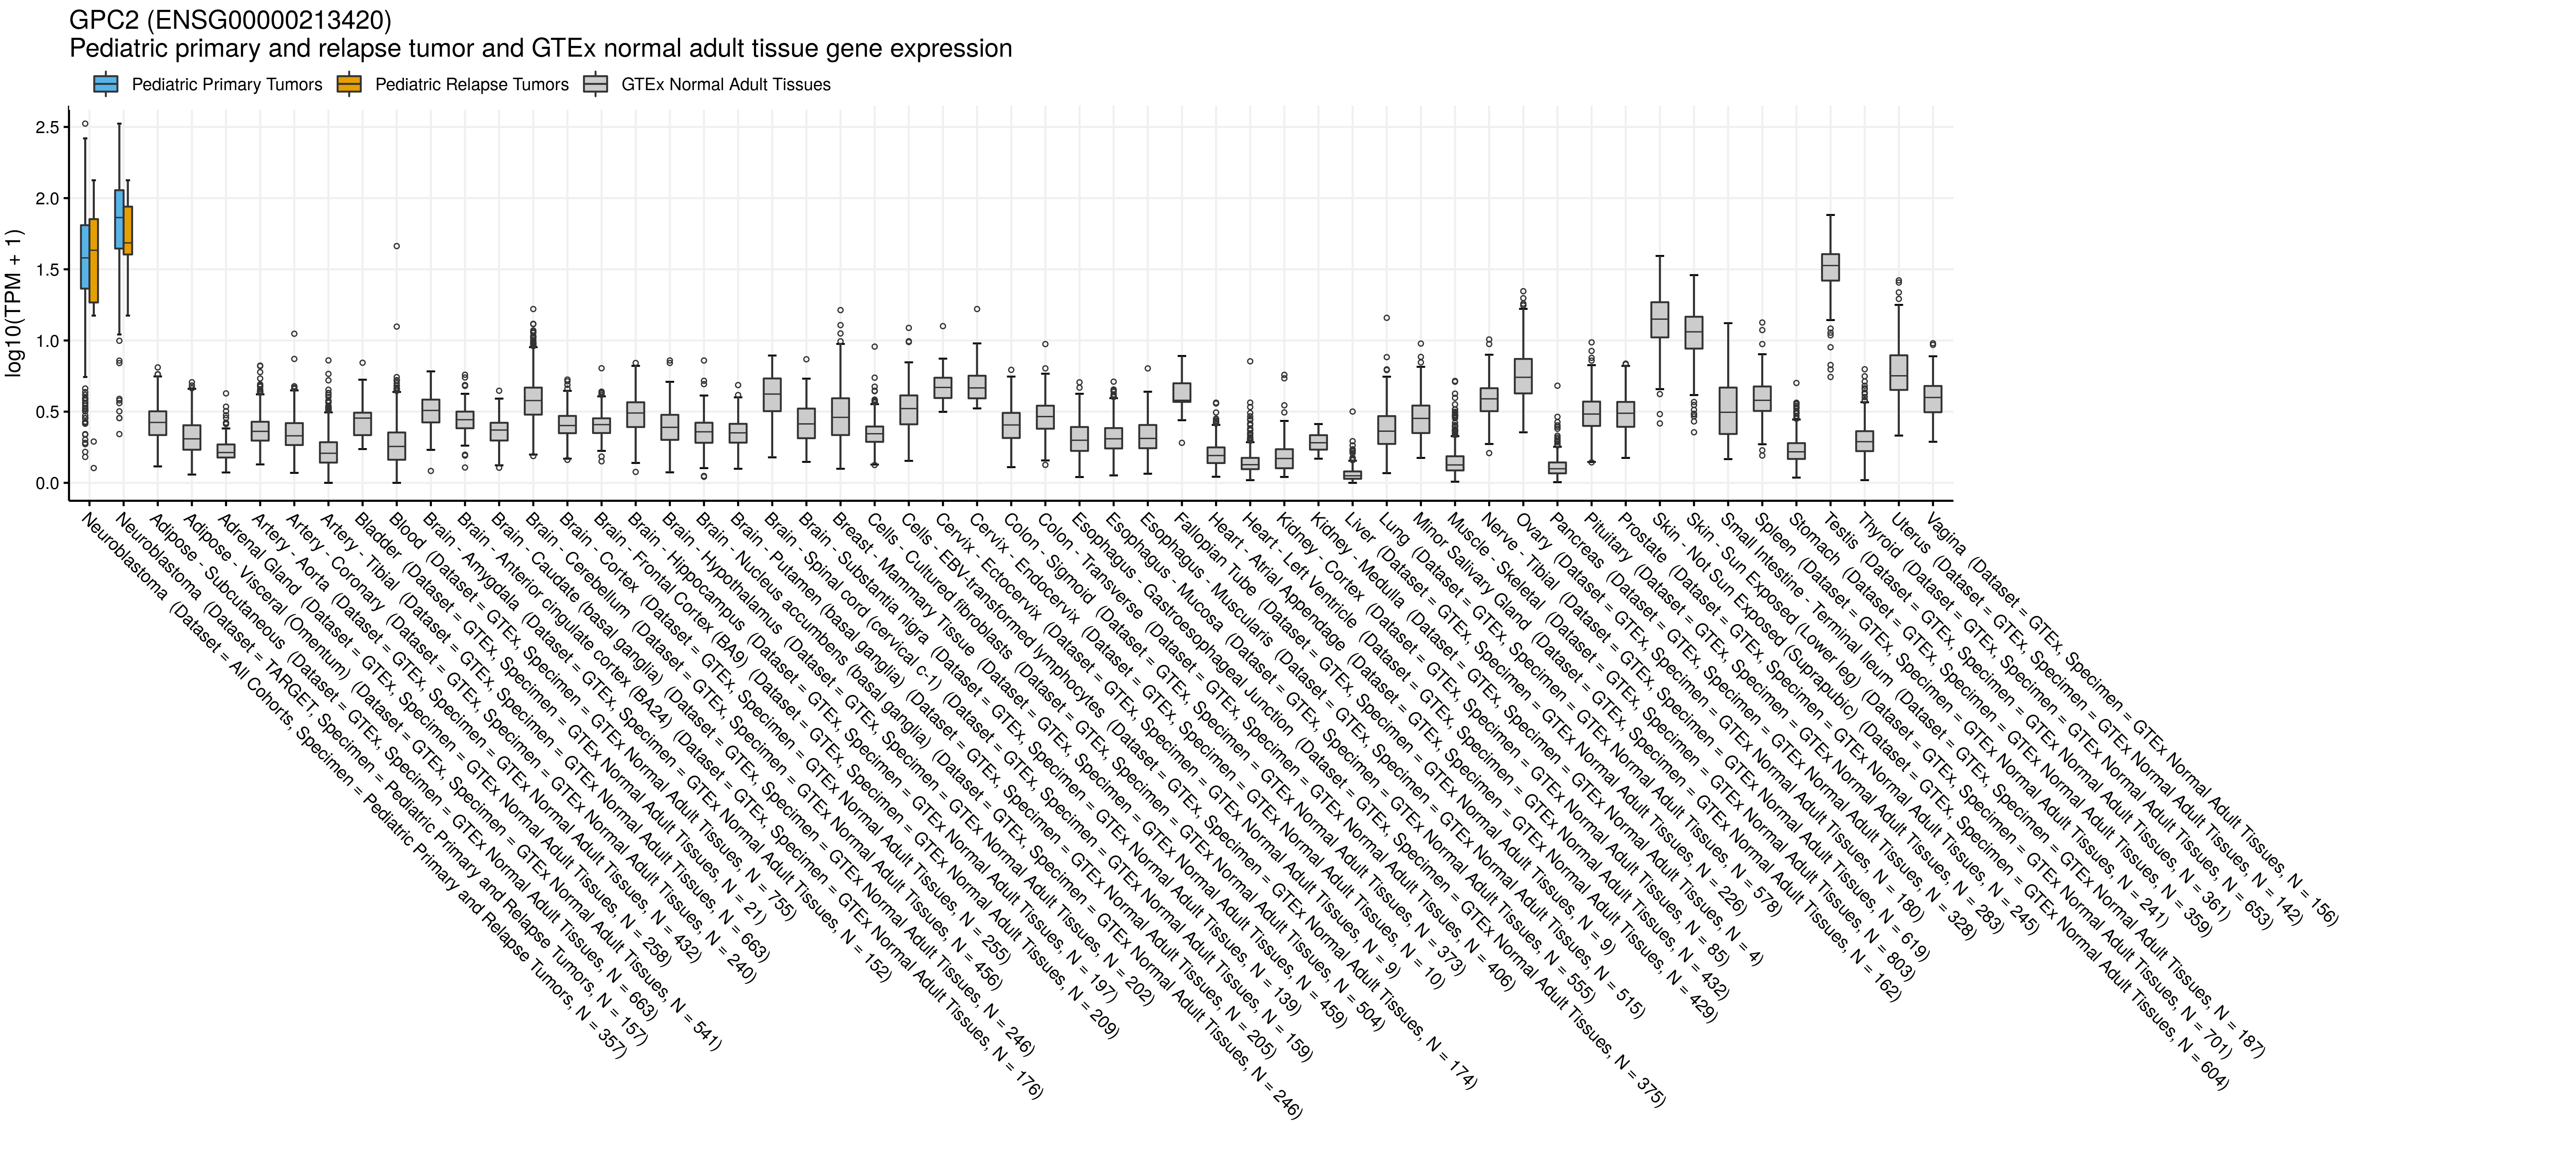 GPC2 (ENSG00000213420)
Pediatric primary and relapse tumor and GTEx normal adult tissue gene expression
Pediatric Primary Tumors
Pediatric Relapse Tumors
GTEx Normal Adult Tissues
log10(TPM + 1)
2.5
2.0
1.5
1.0
0.5
0.0
Neuroblastoma (Dataset = All Cohorts, Specimen = Pediatric Primary and Relapse Tumors, N = 357)
Neuroblastoma (Dataset = TARGET, Specimen = Pediatric Primary and Relapse Tumors, N = 157)
Adipose - Subcutaneous (Dataset = GTEx, Specimen = GTEx Normal Adult Tissues, N = 663)
Adipose - Visceral (Omentum) (Dataset = GTEx, Specimen = GTEx Normal Adult Tissues, N = 541)
Adrenal Gland (Dataset = GTEx, Specimen = GTEx Normal Adult Tissues, N = 258)
Artery - Aorta (Dataset = GTEx, Specimen = GTEx Normal Adult Tissues, N = 432)
Artery - Coronary (Dataset = GTEx, Specimen = GTEx Normal Adult Tissues, N = 240)
Artery - Tibial (Dataset = GTEx, Specimen = GTEx Normal Adult Tissues, N = 663)
Bladder (Dataset = GTEx, Specimen = GTEx Normal Adult Tissues, N = 21)
Blood (Dataset = GTEx, Specimen = GTEx Normal Adult Tissues, N = 755)
Brain - Amygdala (Dataset = GTEx, Specimen = GTEx Normal Adult Tissues, N = 152)
Brain - Anterior cingulate cortex (BA24) (Dataset = GTEx, Specimen = GTEx Normal Adult Tissues, N = 176)
Brain - Caudate (basal ganglia) (Dataset = GTEx, Specimen = GTEx Normal Adult Tissues, N = 246)
Brain - Cerebellum (Dataset = GTEx, Specimen = GTEx Normal Adult Tissues, N = 456)
Brain - Cortex (Dataset = GTEx, Specimen = GTEx Normal Adult Tissues, N = 255)
Brain - Frontal Cortex (BA9) (Dataset = GTEx, Specimen = GTEx Normal Adult Tissues, N = 209)
Brain - Hippocampus (Dataset = GTEx, Specimen = GTEx Normal Adult Tissues, N = 197)
Brain - Hypothalamus (Dataset = GTEx, Specimen = GTEx Normal Adult Tissues, N = 202)
Brain - Nucleus accumbens (basal ganglia) (Dataset = GTEx, Specimen = GTEx Normal Adult Tissues, N = 246)
Brain - Putamen (basal ganglia) (Dataset = GTEx, Specimen = GTEx Normal Adult Tissues, N = 205)
Brain - Spinal cord (cervical c-1) (Dataset = GTEx, Specimen = GTEx Normal Adult Tissues, N = 159)
Brain - Substantia nigra (Dataset = GTEx, Specimen = GTEx Normal Adult Tissues, N = 139)
Breast - Mammary Tissue (Dataset = GTEx, Specimen = GTEx Normal Adult Tissues, N = 459)
Cells - Cultured fibroblasts (Dataset = GTEx, Specimen = GTEx Normal Adult Tissues, N = 504)
Cells - EBV-transformed lymphocytes (Dataset = GTEx, Specimen = GTEx Normal Adult Tissues, N = 174)
Cervix - Ectocervix (Dataset = GTEx, Specimen = GTEx Normal Adult Tissues, N = 9)
Cervix - Endocervix (Dataset = GTEx, Specimen = GTEx Normal Adult Tissues, N = 10)
Colon - Sigmoid (Dataset = GTEx, Specimen = GTEx Normal Adult Tissues, N = 373)
Colon - Transverse (Dataset = GTEx, Specimen = GTEx Normal Adult Tissues, N = 406)
Esophagus - Gastroesophageal Junction (Dataset = GTEx, Specimen = GTEx Normal Adult Tissues, N = 375)
Esophagus - Mucosa (Dataset = GTEx, Specimen = GTEx Normal Adult Tissues, N = 555)
Esophagus - Muscularis (Dataset = GTEx, Specimen = GTEx Normal Adult Tissues, N = 515)
Fallopian Tube (Dataset = GTEx, Specimen = GTEx Normal Adult Tissues, N = 9)
Heart - Atrial Appendage (Dataset = GTEx, Specimen = GTEx Normal Adult Tissues, N = 429)
Heart - Left Ventricle (Dataset = GTEx, Specimen = GTEx Normal Adult Tissues, N = 432)
Kidney - Cortex (Dataset = GTEx, Specimen = GTEx Normal Adult Tissues, N = 85)
Kidney - Medulla (Dataset = GTEx, Specimen = GTEx Normal Adult Tissues, N = 4)
Liver (Dataset = GTEx, Specimen = GTEx Normal Adult Tissues, N = 226)
Lung (Dataset = GTEx, Specimen = GTEx Normal Adult Tissues, N = 578)
Minor Salivary Gland (Dataset = GTEx, Specimen = GTEx Normal Adult Tissues, N = 162)
Muscle - Skeletal (Dataset = GTEx, Specimen = GTEx Normal Adult Tissues, N = 803)
Nerve - Tibial (Dataset = GTEx, Specimen = GTEx Normal Adult Tissues, N = 619)
Ovary (Dataset = GTEx, Specimen = GTEx Normal Adult Tissues, N = 180)
Pancreas (Dataset = GTEx, Specimen = GTEx Normal Adult Tissues, N = 328)
Pituitary (Dataset = GTEx, Specimen = GTEx Normal Adult Tissues, N = 283)
Prostate (Dataset = GTEx, Specimen = GTEx Normal Adult Tissues, N = 245)
Skin - Not Sun Exposed (Suprapubic) (Dataset = GTEx, Specimen = GTEx Normal Adult Tissues, N = 604)
Skin - Sun Exposed (Lower leg) (Dataset = GTEx, Specimen = GTEx Normal Adult Tissues, N = 701)
Small Intestine - Terminal Ileum (Dataset = GTEx, Specimen = GTEx Normal Adult Tissues, N = 187)
Spleen (Dataset = GTEx, Specimen = GTEx Normal Adult Tissues, N = 241)
Stomach (Dataset = GTEx, Specimen = GTEx Normal Adult Tissues, N = 359)
Testis (Dataset = GTEx, Specimen = GTEx Normal Adult Tissues, N = 361)
Thyroid (Dataset = GTEx, Specimen = GTEx Normal Adult Tissues, N = 653)
Uterus (Dataset = GTEx, Specimen = GTEx Normal Adult Tissues, N = 142)
Vagina (Dataset = GTEx, Specimen = GTEx Normal Adult Tissues, N = 156)